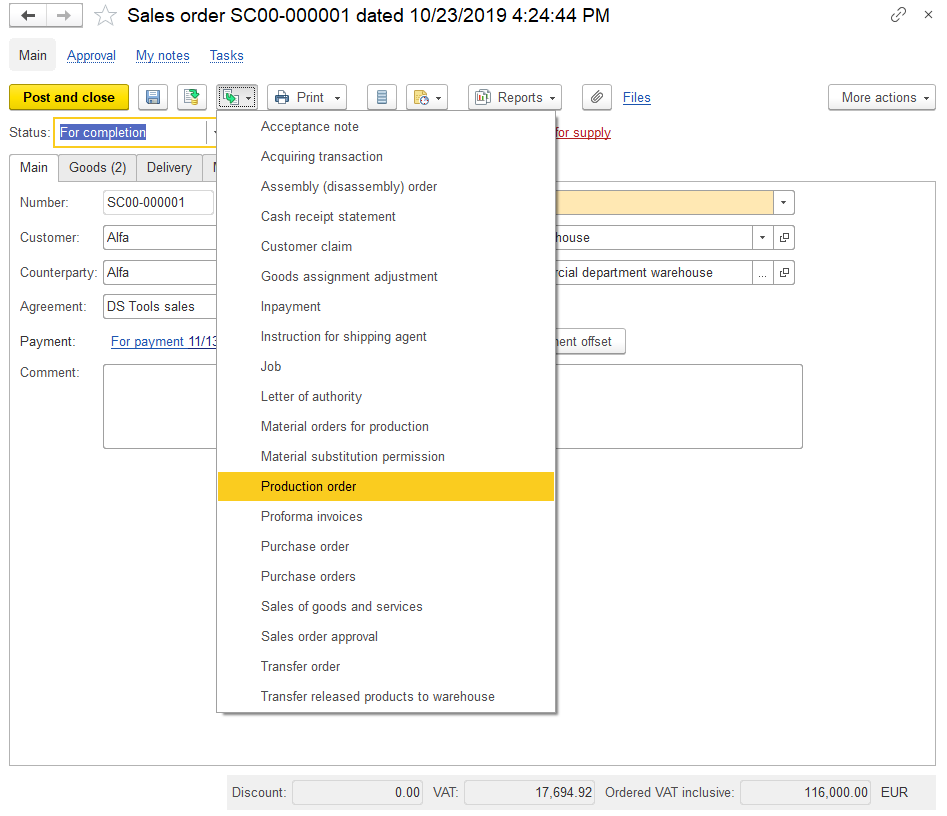 Sales order SC00-000001 dated 10/23/2019 4:24:44 PM
Main Approval My notes Tasks
Post and close Print Reports Files More actions
Status: For completion for supply
Main Goods (2) Delivery
Number: SC00-000001
Customer: Alfa
Counterparty: Alfa department warehouse
Agreement: DS Tools sales
Payment: For payment 11/13 offset
Comment:
Acceptance note
Acquiring transaction
Assembly (disassembly) order
Cash receipt statement
Customer claim
Goods assignment adjustment
Inpayment
Instruction for shipping agent
Job
Letter of authority
Material orders for production
Material substitution permission
Production order
Proforma invoices
Purchase order
Purchase orders
Sales of goods and services
Sales order approval
Transfer order
Transfer released products to warehouse
Discount: 0.00 VAT: 17,694.92 Ordered VAT inclusive: 116,000.00 EUR